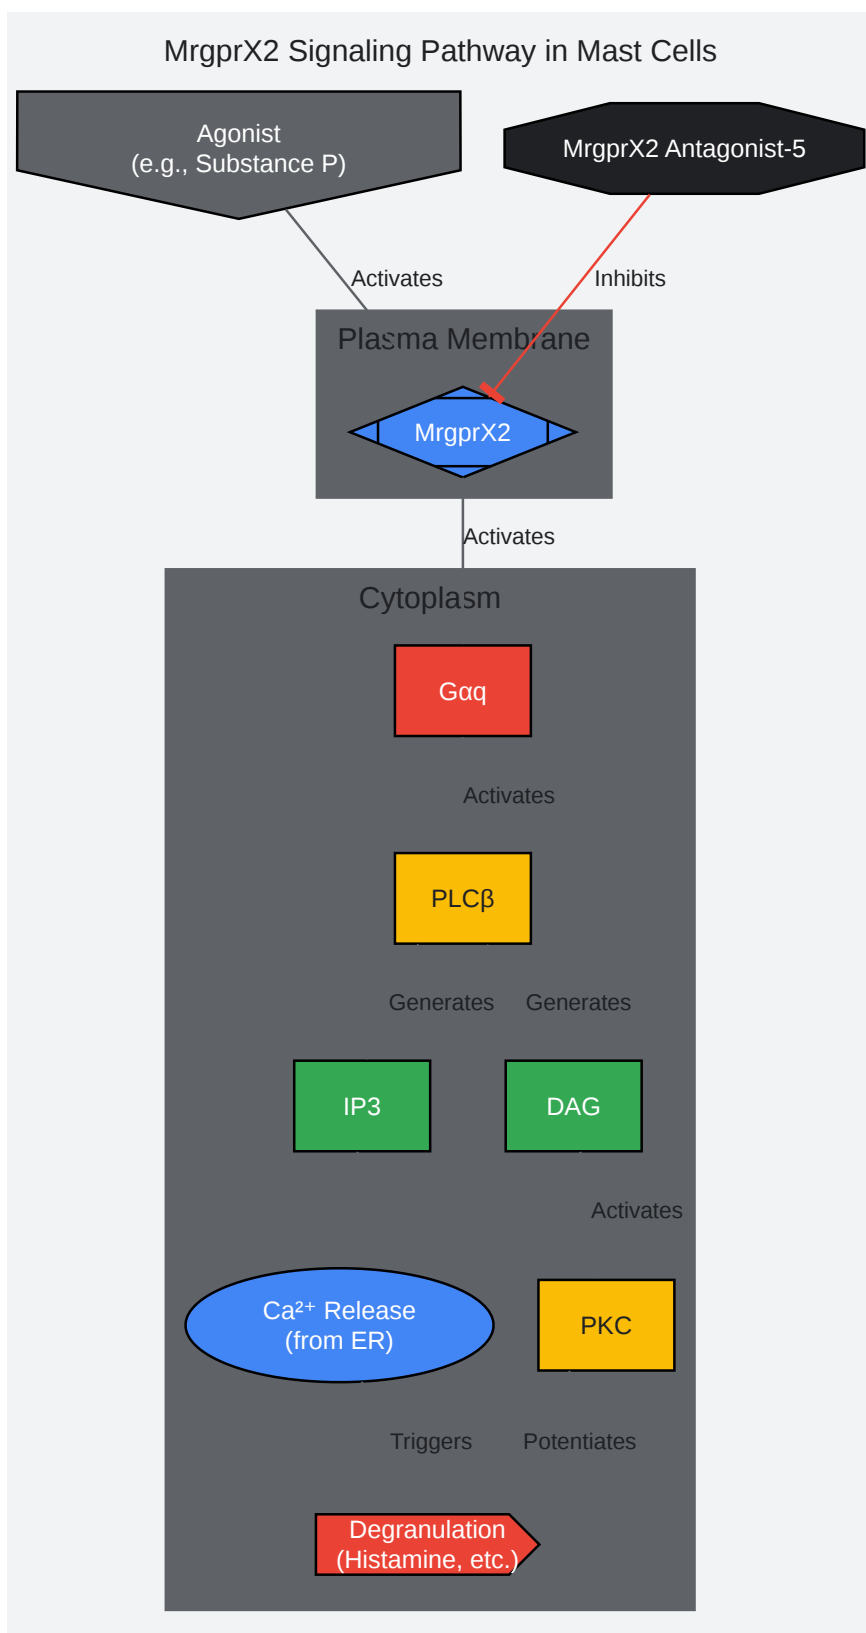 MrgprX2 Signaling Pathway in Mast Cells
Agonist
(e.g., Substance P)
MrgprX2 Antagonist-5
Activates
Inhibits
Plasma Membrane
MrgprX2
Activates
Cytoplasm
Gαq
Activates
PLCβ
Generates
Generates
IP3
DAG
Activates
Ca²⁺ Release
(from ER)
PKC
Triggers
Potentiates
Degranulation
(Histamine, etc.)